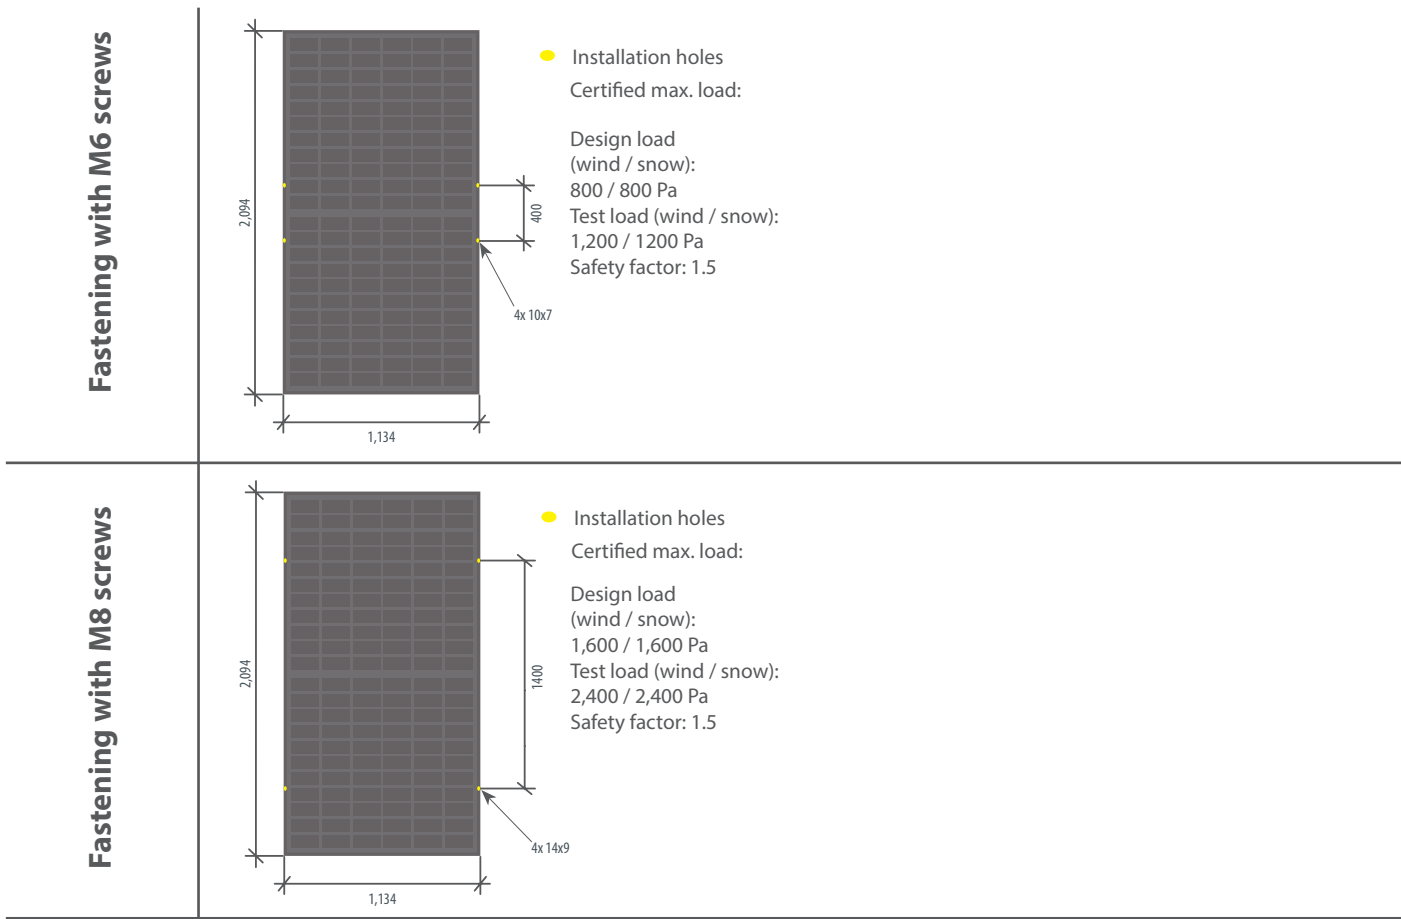 Fastening with M6 screws
2,094
1,134
400
4x 10x7
Installation holes
Certified max. load:
Design load
(wind / snow):
800 / 800 Pa
Test load (wind / snow):
1,200 / 1200 Pa
Safety factor: 1.5
Fastening with M8 screws
2,094
1,134
1400
4x 14x9
Installation holes
Certified max. load:
Design load
(wind / snow):
1,600 / 1,600 Pa
Test load (wind / snow):
2,400 / 2,400 Pa
Safety factor: 1.5